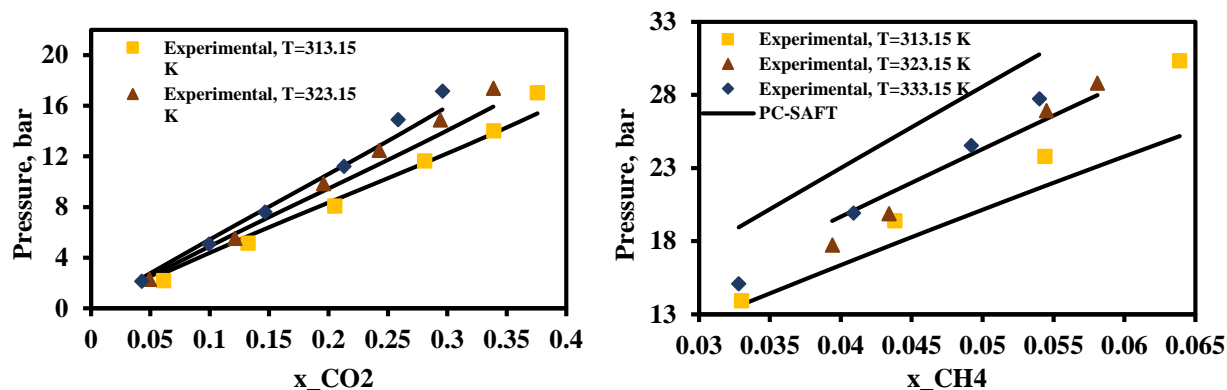 20
16
12
8
4
0
Pressure, bar
Experimental, T=313.15
K
Experimental, T=323.15
K
0 0.05 0.1 0.15 0.2 0.25 0.3 0.35 0.4
x_CO2
33
28
23
18
13
Pressure, bar
Experimental, T=313.15 K
Experimental, T=323.15 K
Experimental, T=333.15 K
PC-SAFT
0.03 0.035 0.04 0.045 0.05 0.055 0.06 0.065
x_CH4